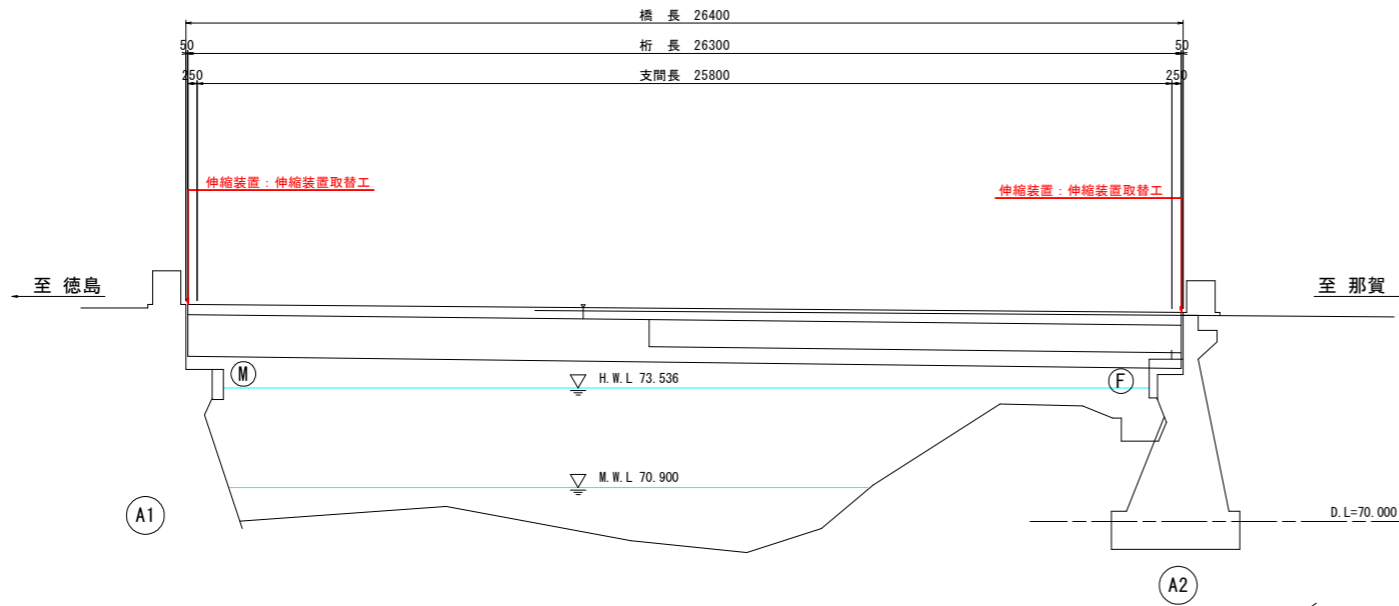 橋 長 26400
50 桁 長 26300 50
250 支間長 25800 250
伸縮装置：伸縮装置取替工
伸縮装置：伸縮装置取替工
至 徳島
至 那賀
M
H.W.L 73.536
F
M.W.L 70.900
A1
D.L=70.000
A2